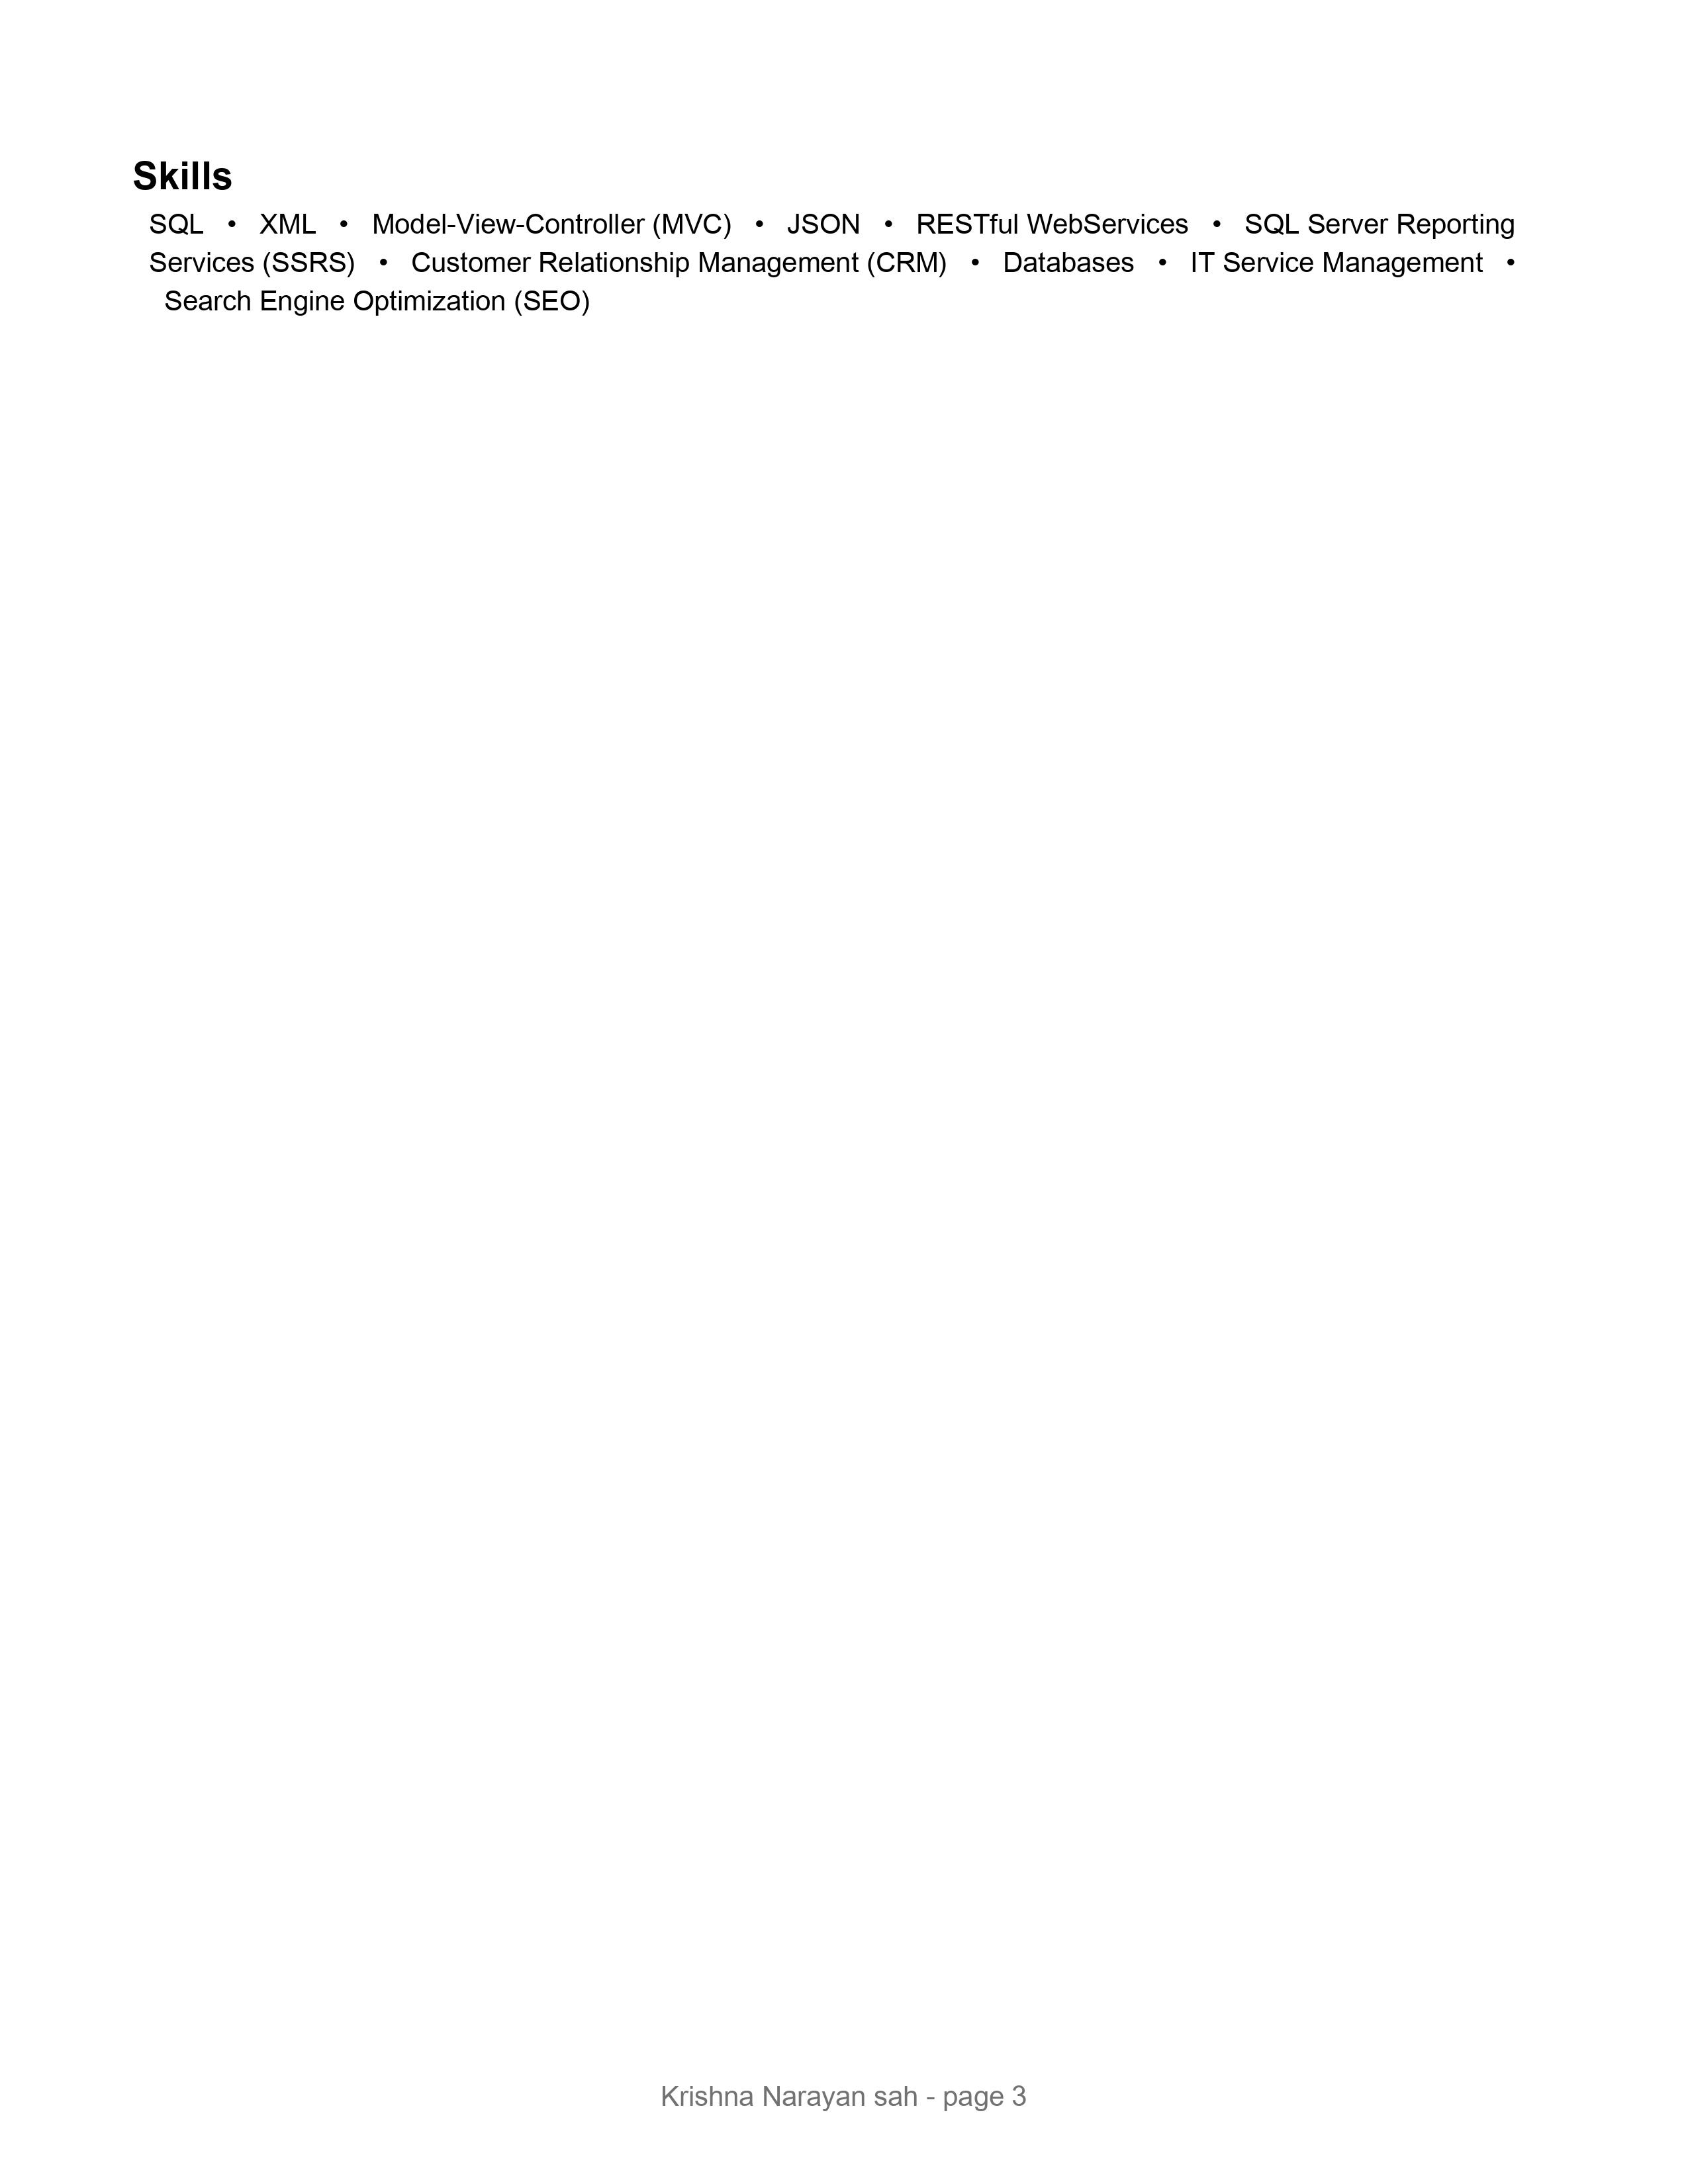 Skills
SQL • XML • Model-View-Controller (MVC) • JSON • RESTful WebServices • SQL Server Reporting
Services (SSRS) • Customer Relationship Management (CRM) • Databases • IT Service Management •
Search Engine Optimization (SEO)
Krishna Narayan sah - page 3